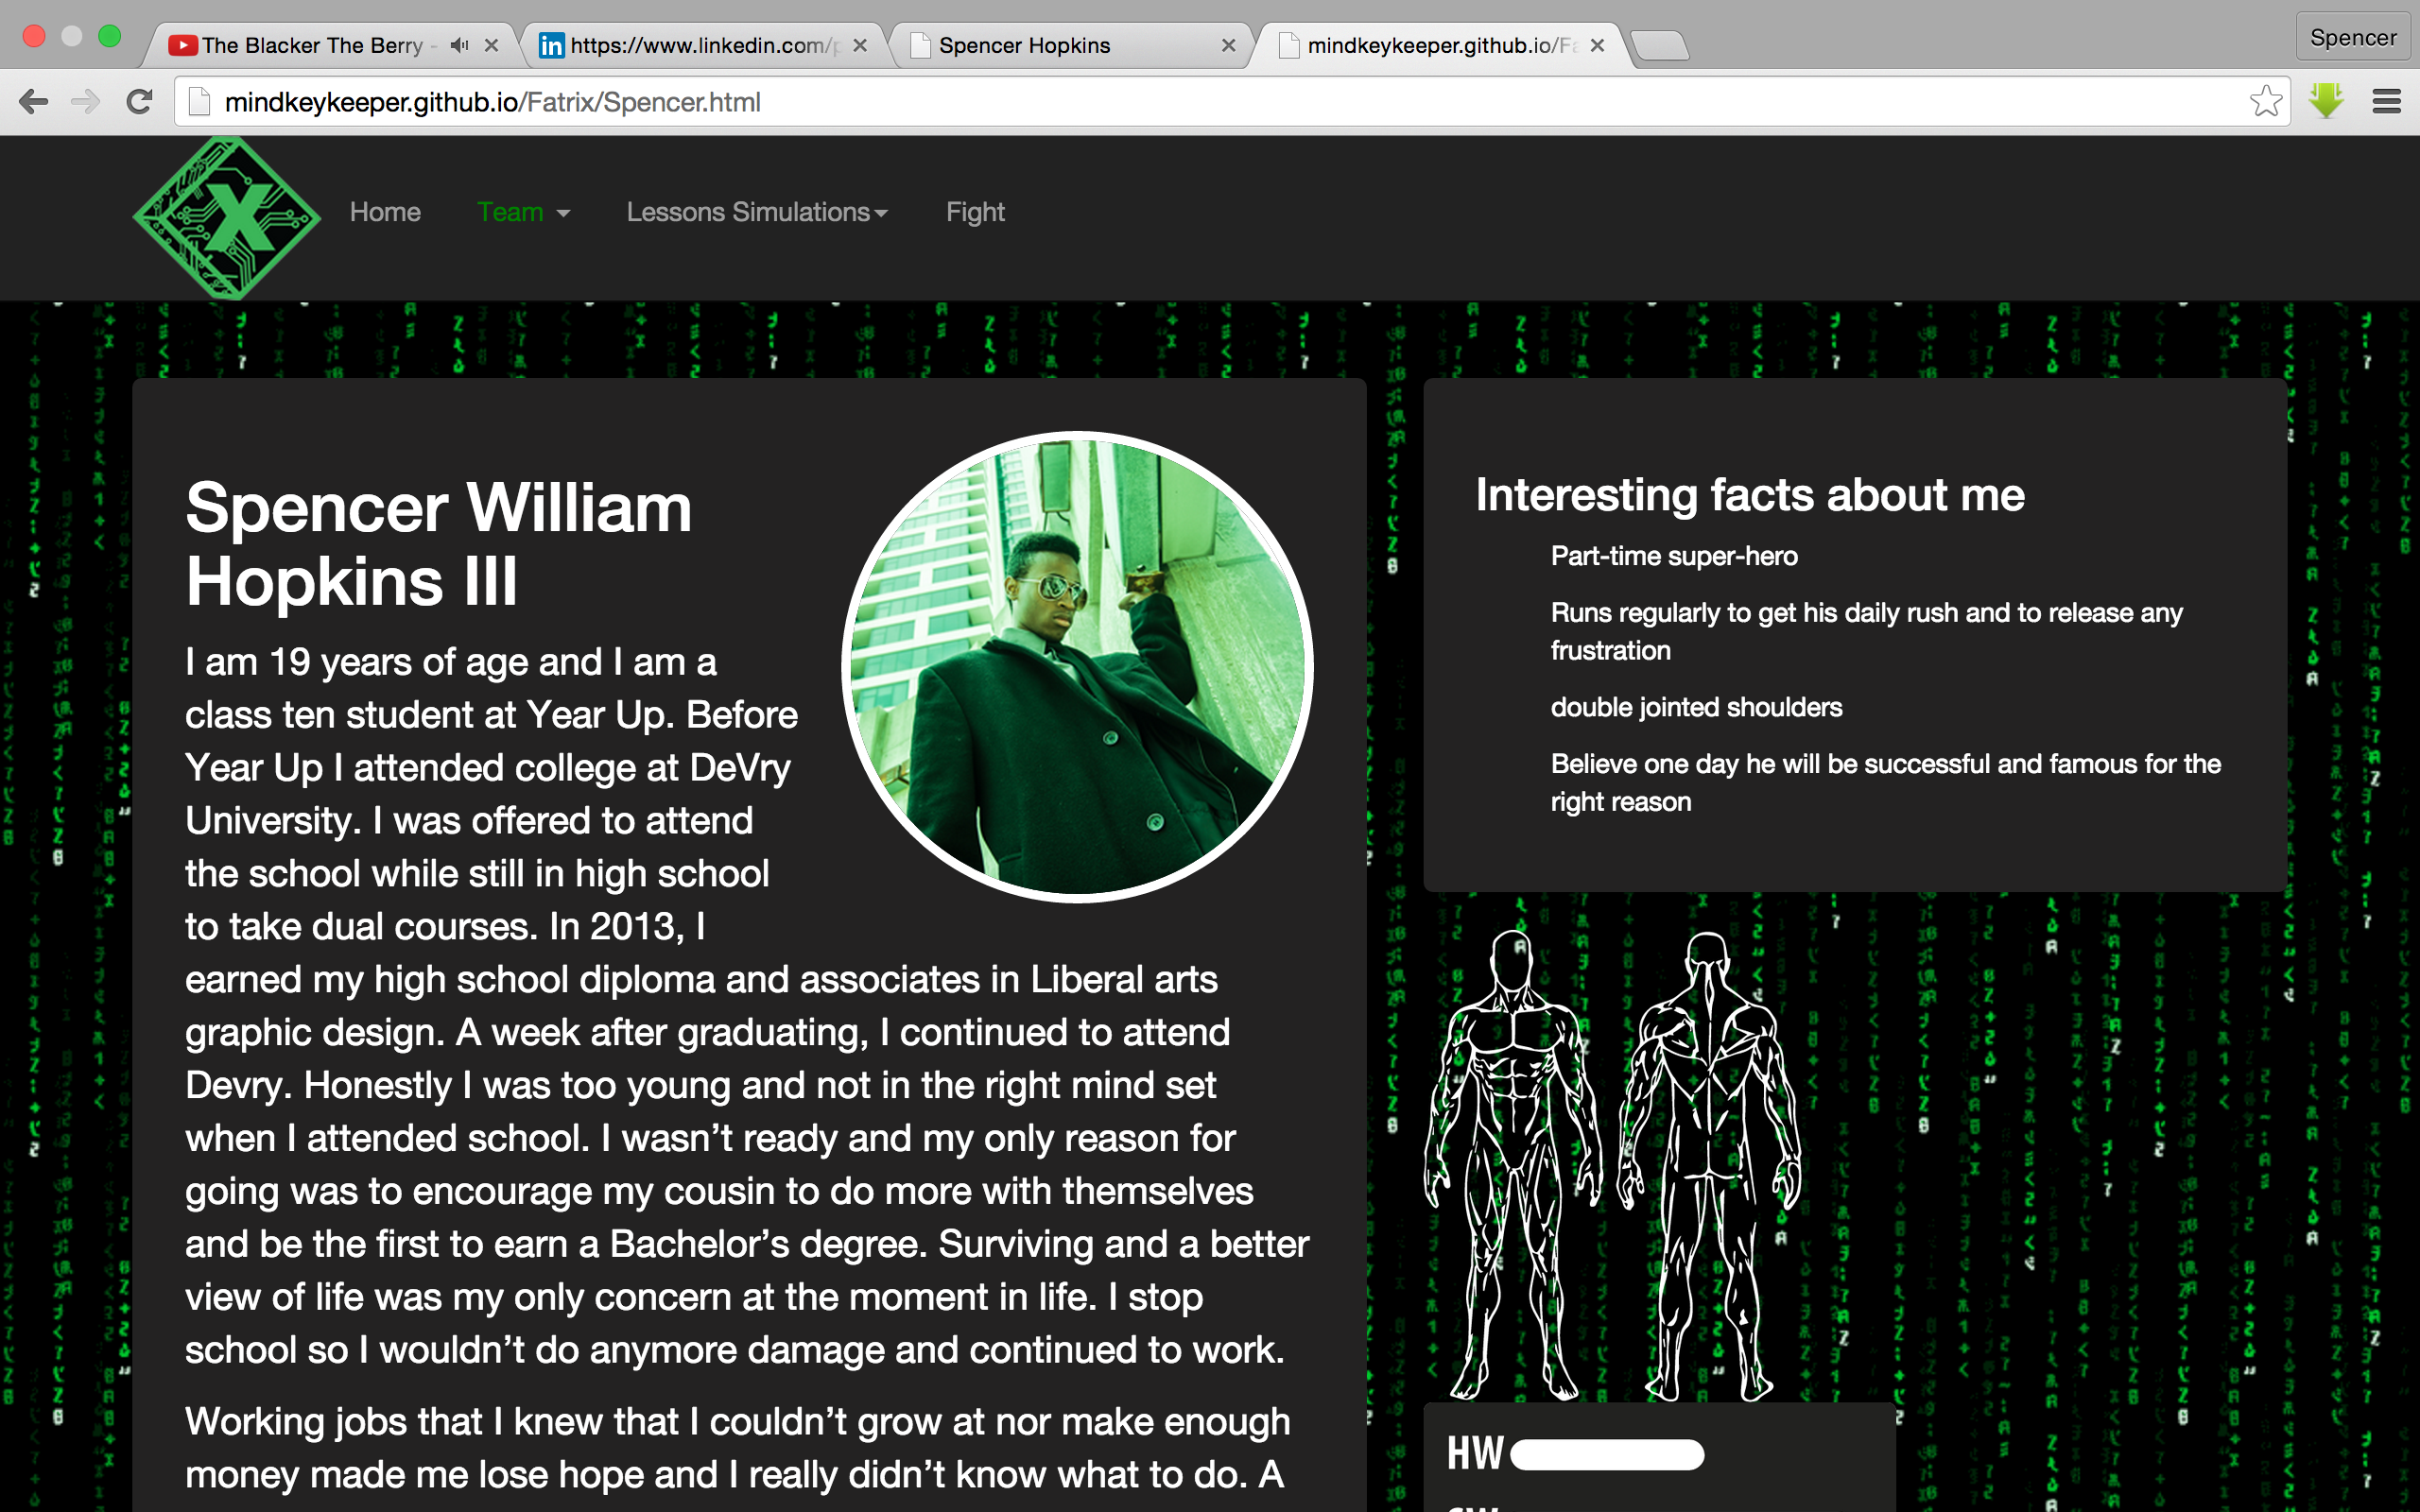 The Blacker The Berry -
https://www.linkedin.com/p
Spencer Hopkins
mindkeykeeper.github.io/Fa
Spencer
mindkeykeeper.github.io/Fatrix/Spencer.html
X
Home
Team
Lessons Simulations
Fight
Spencer William
Hopkins III
I am 19 years of age and I am a
class ten student at Year Up. Before
Year Up I attended college at DeVry
University. I was offered to attend
the school while still in high school
to take dual courses. In 2013, I
earned my high school diploma and associates in Liberal arts
graphic design. A week after graduating, I continued to attend
Devry. Honestly I was too young and not in the right mind set
when I attended school. I wasn’t ready and my only reason for
going was to encourage my cousin to do more with themselves
and be the first to earn a Bachelor’s degree. Surviving and a better
view of life was my only concern at the moment in life. I stop
school so I wouldn’t do anymore damage and continued to work.
Working jobs that I knew that I couldn’t grow at nor make enough
money made me lose hope and I really didn’t know what to do. A
Interesting facts about me
Part-time super-hero
Runs regularly to get his daily rush and to release any
frustration
double jointed shoulders
Believe one day he will be successful and famous for the
right reason
HW